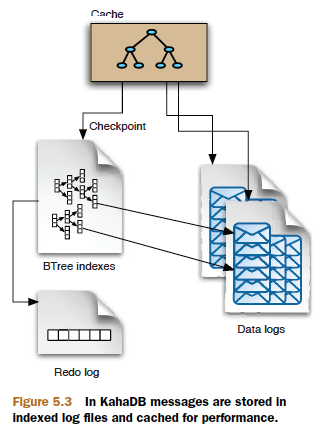 Cache
Checkpoint
BTree indexes
Data logs
Redo log
Figure 5.3 In KahaDB messages are stored in
indexed log files and cached for performance.